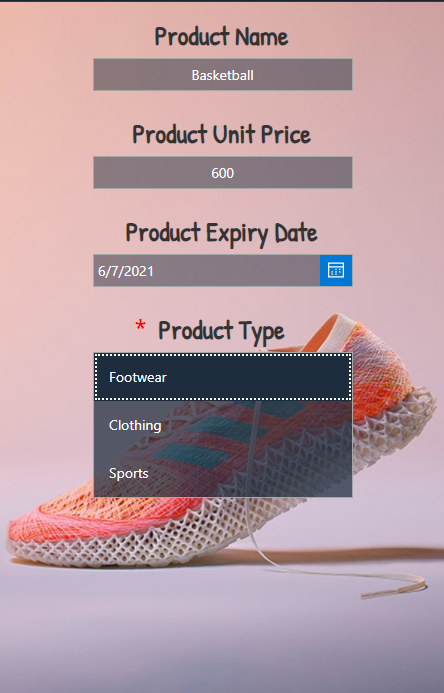 Product Name
Basketball
Product Unit Price
600
Product Expiry Date
6/7/2021
* Product Type
Footwear
Clothing
Sports